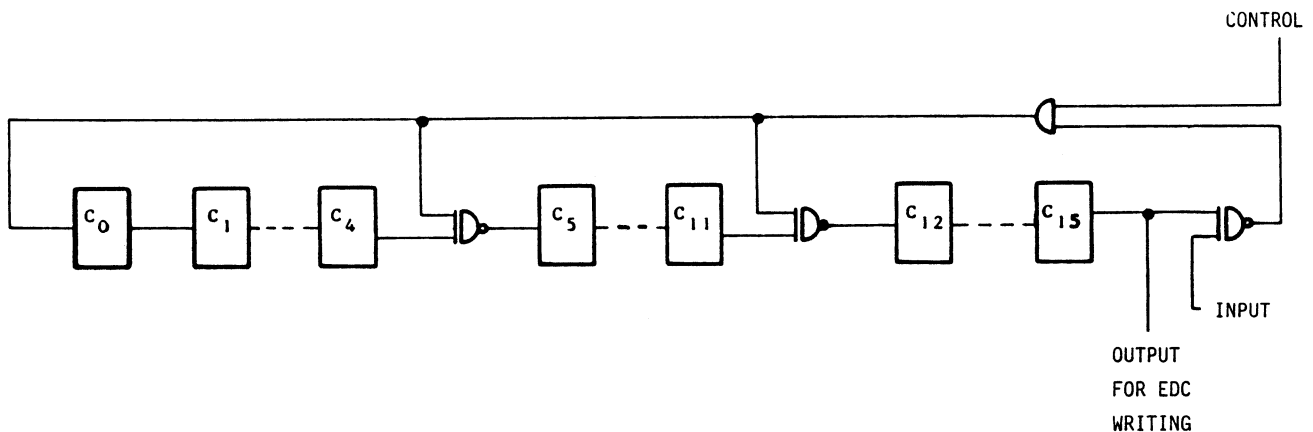 CONTROL
C0 C1 C4 C5 C11 C12 C15
INPUT
OUTPUT
FOR EDC
WRITING